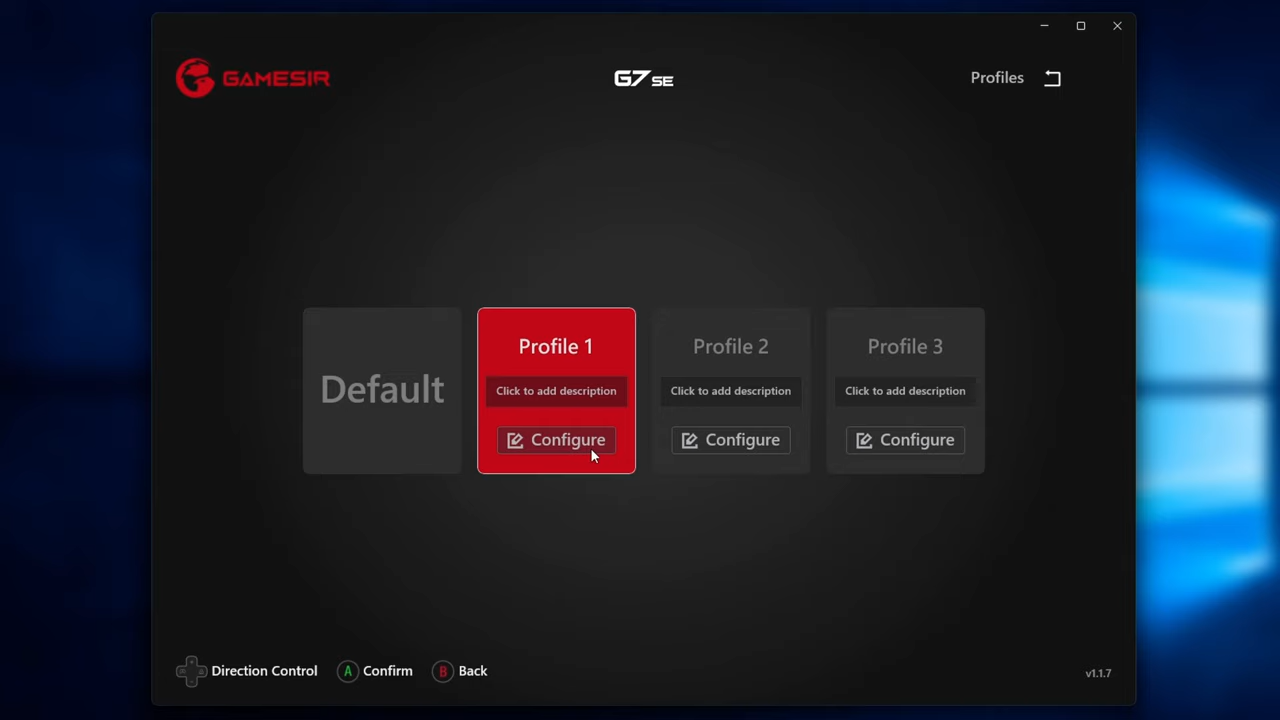 GAMESIR
G7 SE
Profiles
Default
Profile 1
Click to add description
Configure
Profile 2
Click to add description
Configure
Profile 3
Click to add description
Configure
Direction Control
A Confirm
B Back
v1.1.7